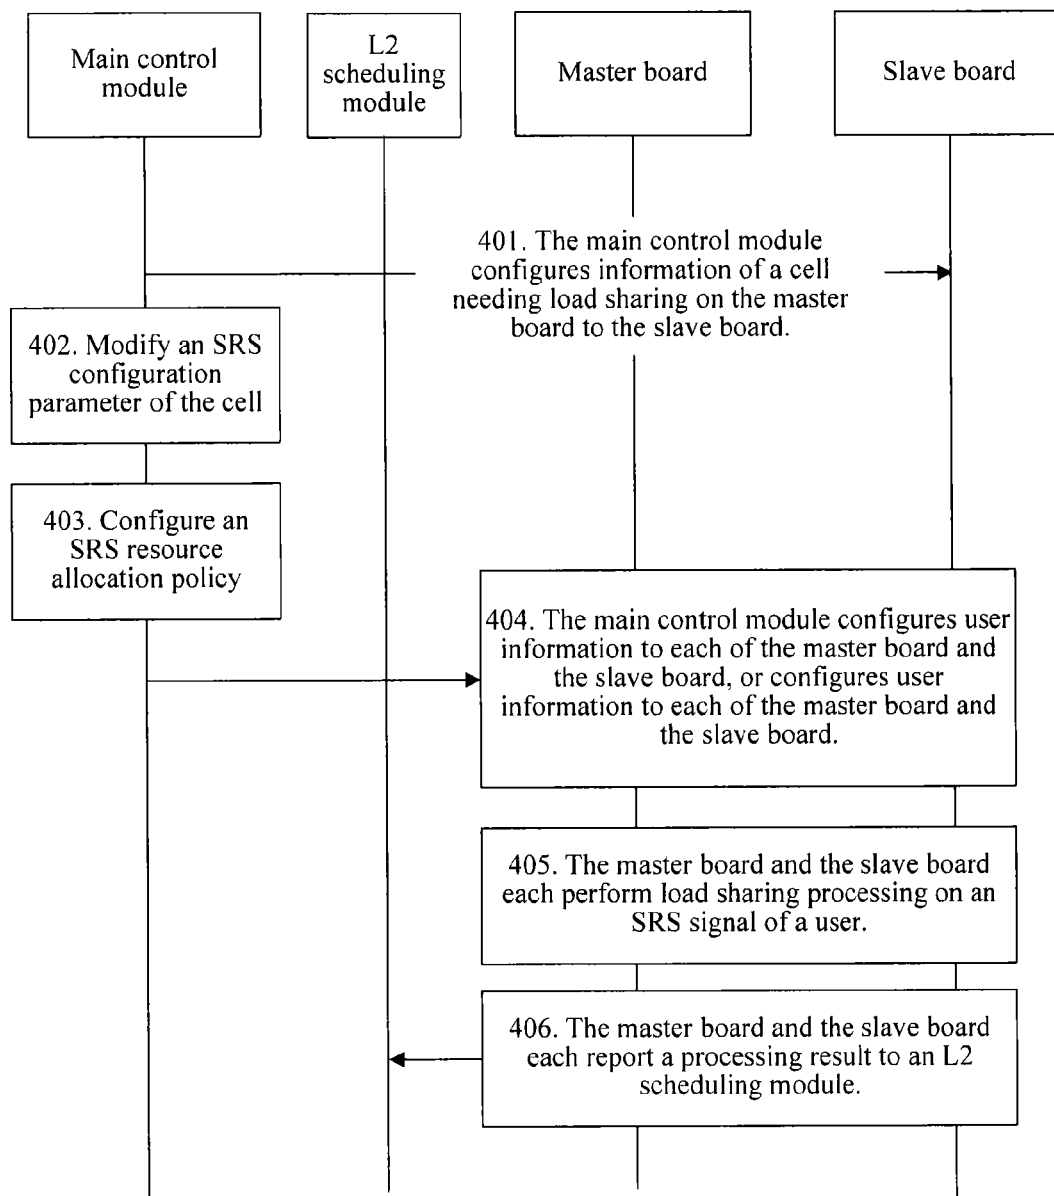 Main control
module
L2
scheduling
module
Master board
Slave board
401. The main control module
configures information of a cell
needing load sharing on the master
board to the slave board.
402. Modify an SRS
configuration
parameter of the cell
403. Configure an
SRS resource
allocation policy
404. The main control module configures user
information to each of the master board and
the slave board, or configures user
information to each of the master board and
the slave board.
405. The master board and the slave board
each perform load sharing processing on an
SRS signal of a user.
406. The master board and the slave board
each report a processing result to an L2
scheduling module.